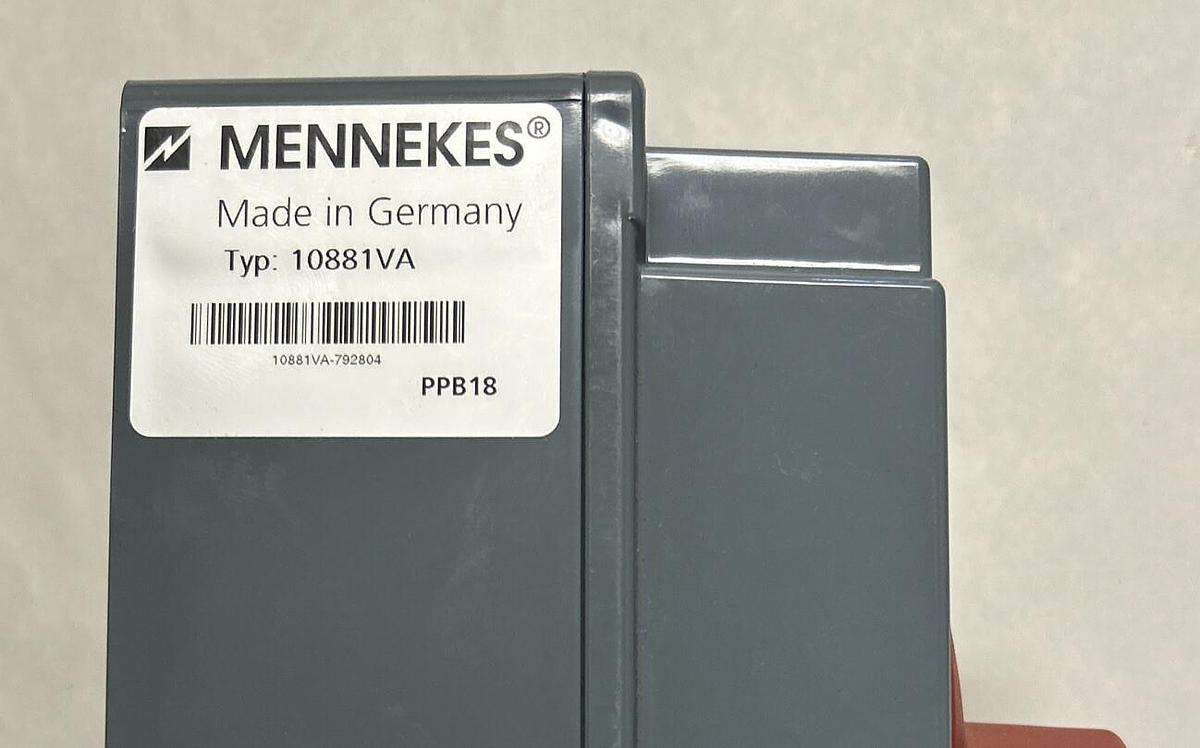 MENNEKES®
Made in Germany
Typ: 10881VA
10881VA-792804
PPB18